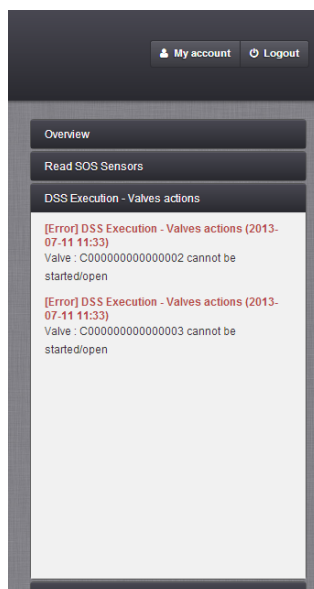 My account
Logout
Overview
Read SOS Sensors
DSS Execution - Valves actions
[Error] DSS Execution - Valves actions (2013-
07-11 11:33)
Valve : C000000000000002 cannot be
started/open
[Error] DSS Execution - Valves actions (2013-
07-11 11:33)
Valve : C000000000000003 cannot be
started/open